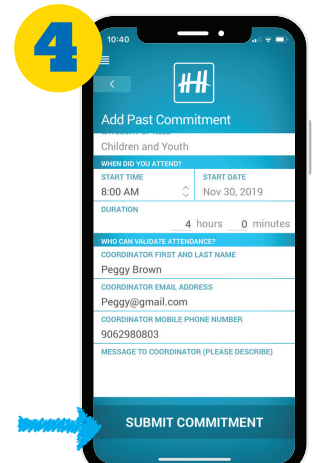 4
10:40
Add Past Commitment
Children and Youth
WHEN DID YOU ATTEND?
START TIME START DATE
8:00 AM Nov 30, 2019
DURATION
4 hours 0 minutes
WHO CAN VALIDATE ATTENDANCE?
COORDINATOR FIRST AND LAST NAME
Peggy Brown
COORDINATOR EMAIL ADDRESS
Peggy@gmail.com
COORDINATOR MOBILE PHONE NUMBER
9062980803
MESSAGE TO COORDINATOR (PLEASE DESCRIBE)
SUBMIT COMMITMENT